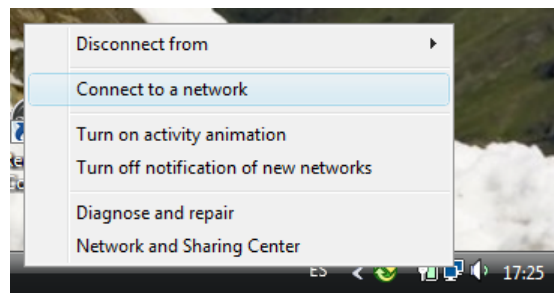 Disconnect from
Connect to a network
Turn on activity animation
Turn off notification of new networks
Diagnose and repair
Network and Sharing Center
ES
17:25